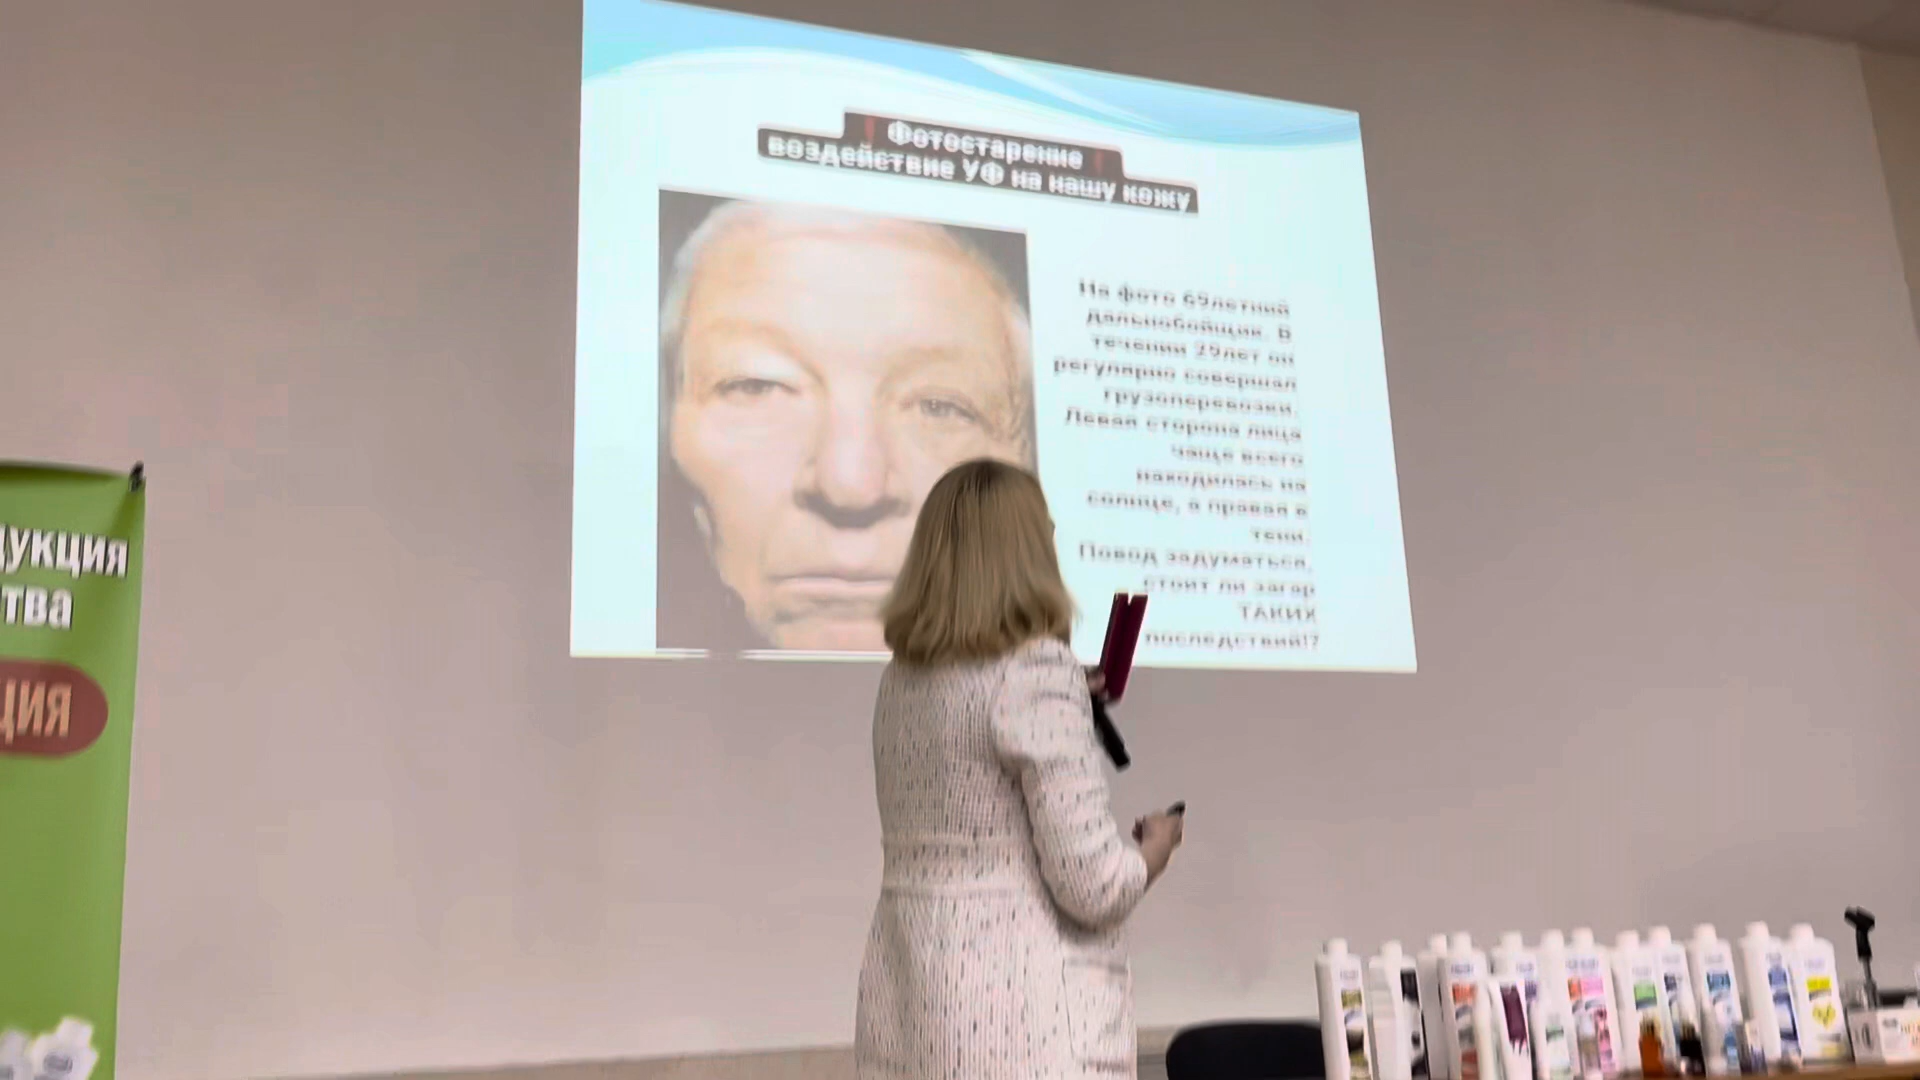 ❗Фотостарение❗
воздействие УФ на нашу кожу
На фото 69летний
дальнобойщик. В
течении 29лет он
регулярно совершал
грузоперевозки.
Левая сторона лица
чаще всего
находилась на
солнце, а правая в
тени.
Повод задуматься,
стоит ли загар
ТАКИХ
последствий!?
дукция
тва
ция